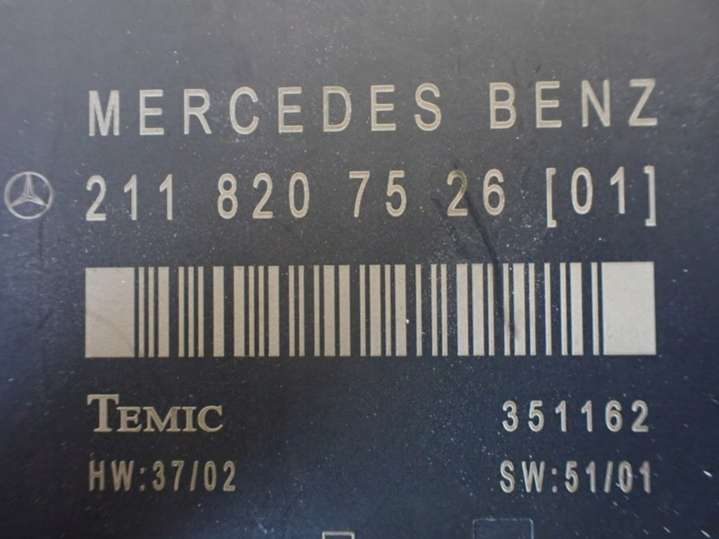 MERCEDES BENZ
211 820 75 26 [01]
TEMIC 351162
HW:37/02 SW:51/01